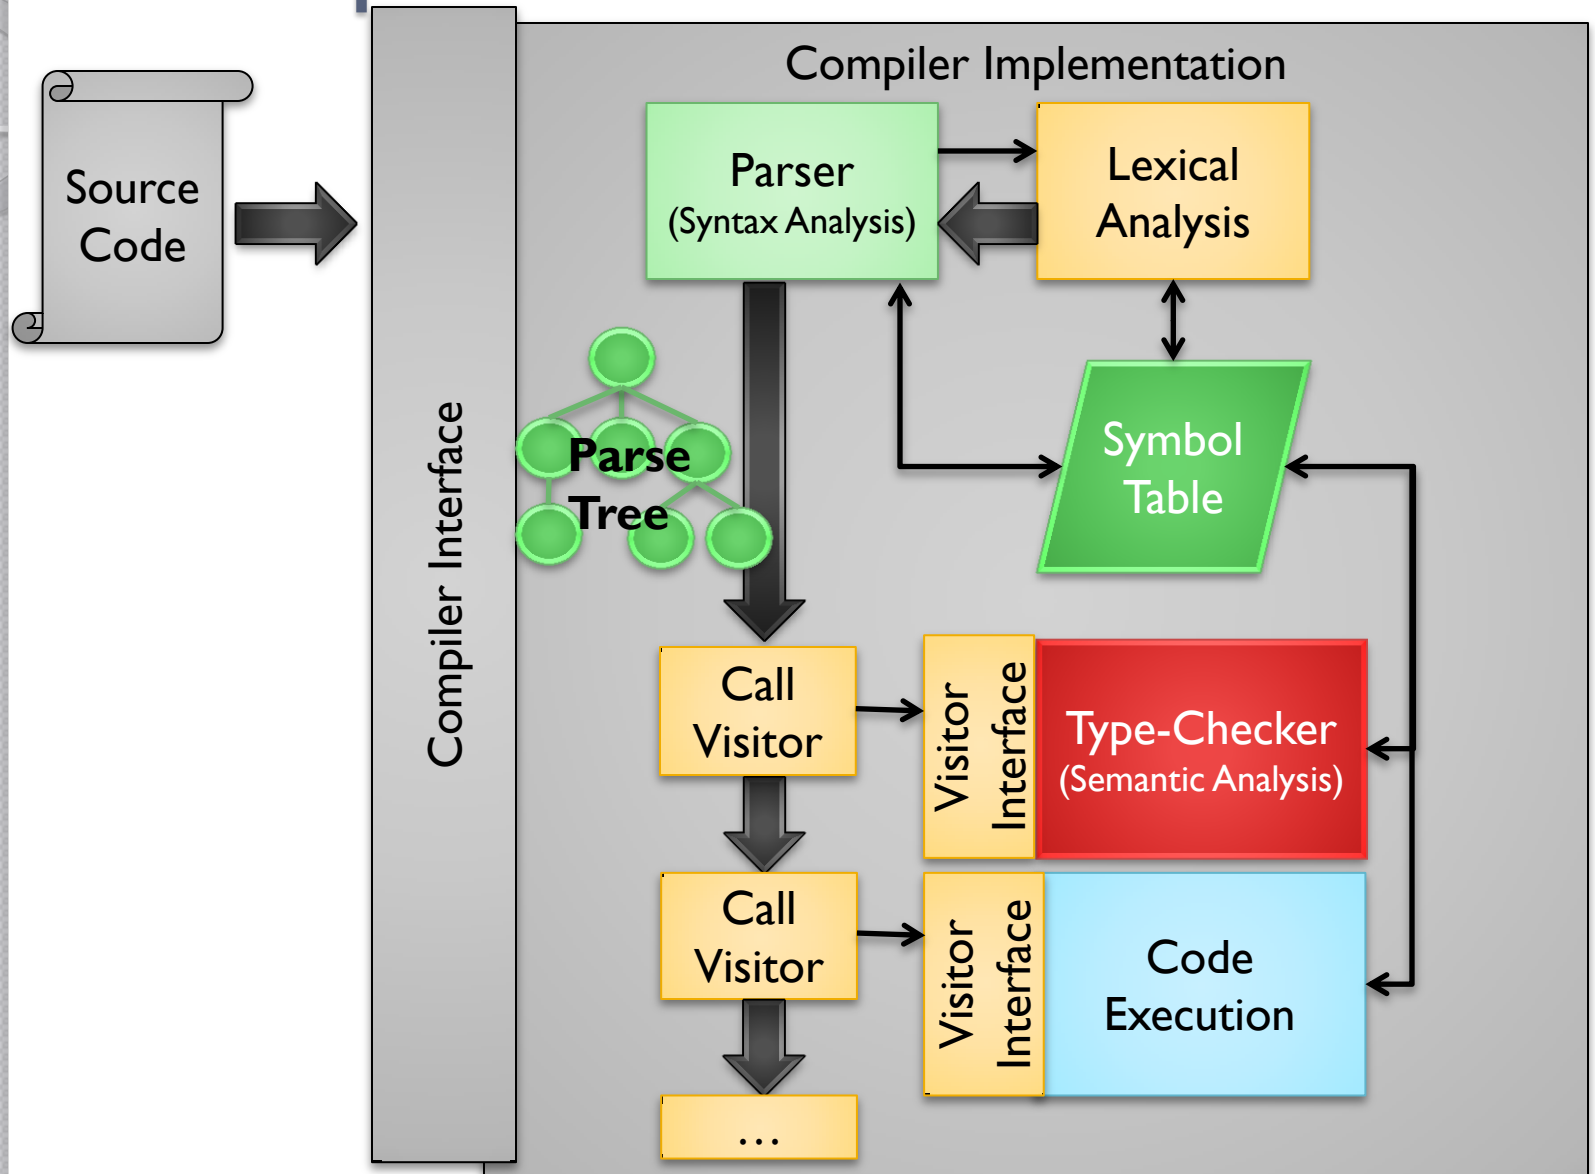 Compiler Implementation
Source
Code
Compiler Interface
Parser
(Syntax Analysis)
Lexical
Analysis
Parse
Tree
Symbol
Table
Call
Visitor
Visitor
Interface
Type-Checker
(Semantic Analysis)
Call
Visitor
Visitor
Interface
Code
Execution
...